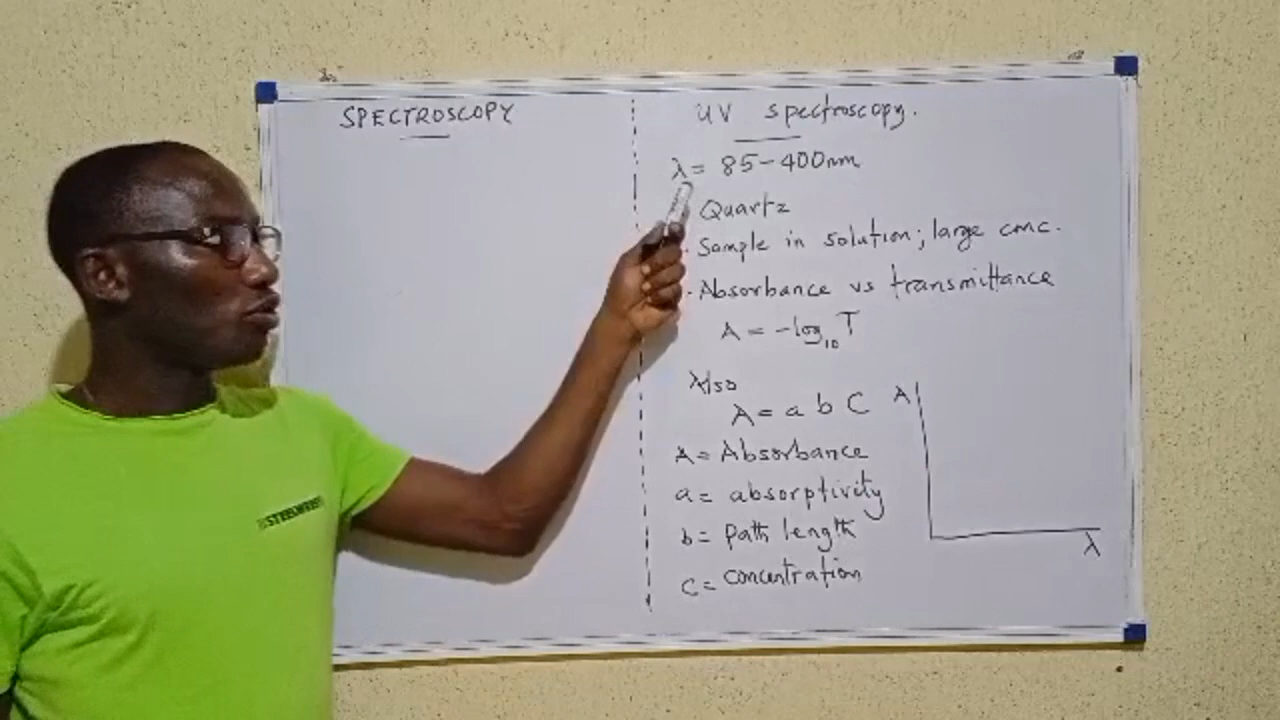 SPECTROSCOPY
UV spectroscopy.
λ = 85-400nm
Quartz
· Sample in solution; large conc.
· Absorbance vs transmittance
A = -log₁₀ T
Also
A = a b C
A = Absorbance
a = absorptivity
b = Path length
C = concentration
A
λ